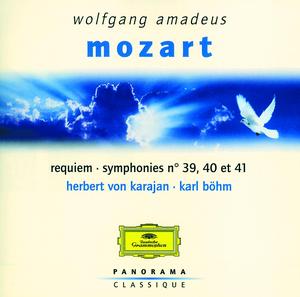 wolfgang amadeus
mozart
requiem · symphonies n° 39, 40 et 41
herbert von karajan · karl böhm
Deutsche
Grammophon
PANORAMA
CLASSIQUE